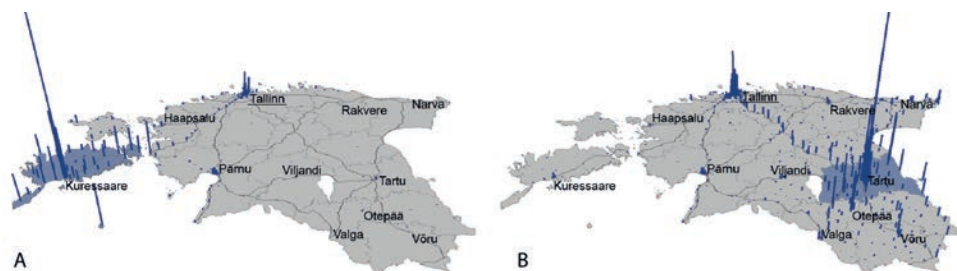 Tallinn
Haapsalu
Rakvere
Narva
Kuressaare
Pärnu
Viljandi
Tartu
Otepää
Valga
Võru
A
Tallinn
Haapsalu
Rakvere
Narva
Kuressaare
Pärnu
Viljandi
Tartu
Otepää
Valga
Võru
B